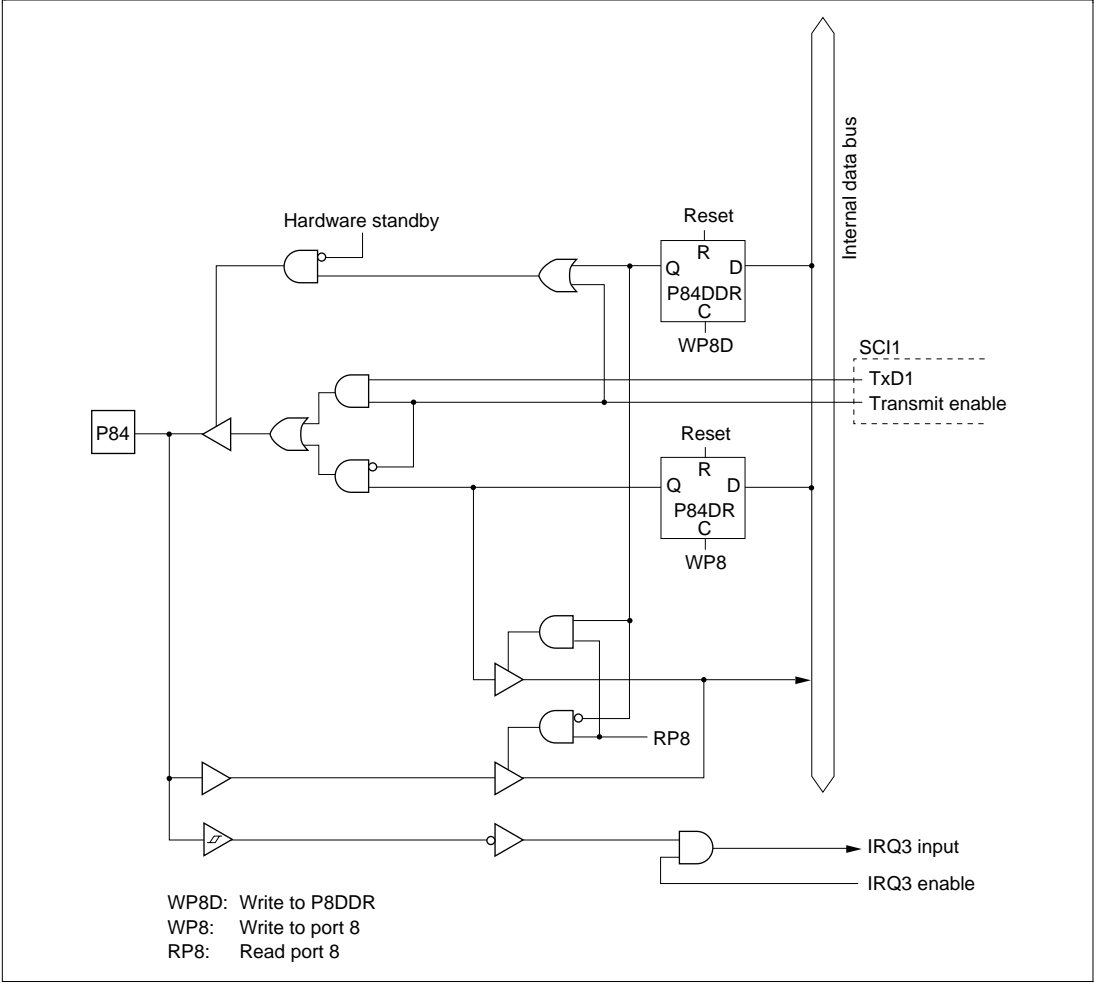 Internal data bus
Hardware standby
Reset
R
Q D
P84DDR
C
WP8D
SCI1
TxD1
Transmit enable
P84
Reset
R
Q D
P84DR
C
WP8
RP8
IRQ3 input
IRQ3 enable
WP8D: Write to P8DDR
WP8: Write to port 8
RP8: Read port 8